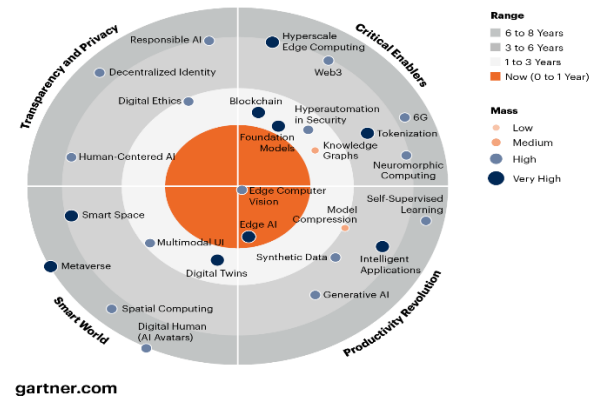 Transparency and Privacy
Critical Enablers
Smart World
Productivity Revolution
Responsible AI
Decentralized Identity
Digital Ethics
Human-Centered AI
Hyperscale
Edge Computing
Web3
Blockchain
Hyperautomation
in Security
6G
Foundation
Models
Tokenization
Knowledge
Graphs
Neuromorphic
Computing
Edge Computer
Vision
Self-Supervised
Learning
Model
Compression
Edge AI
Synthetic Data
Intelligent
Applications
Generative AI
Smart Space
Multimodal UI
Digital Twins
Metaverse
Spatial Computing
Digital Human
(AI Avatars)
Range
6 to 8 Years
3 to 6 Years
1 to 3 Years
Now (0 to 1 Year)
Mass
Low
Medium
High
Very High
gartner.com